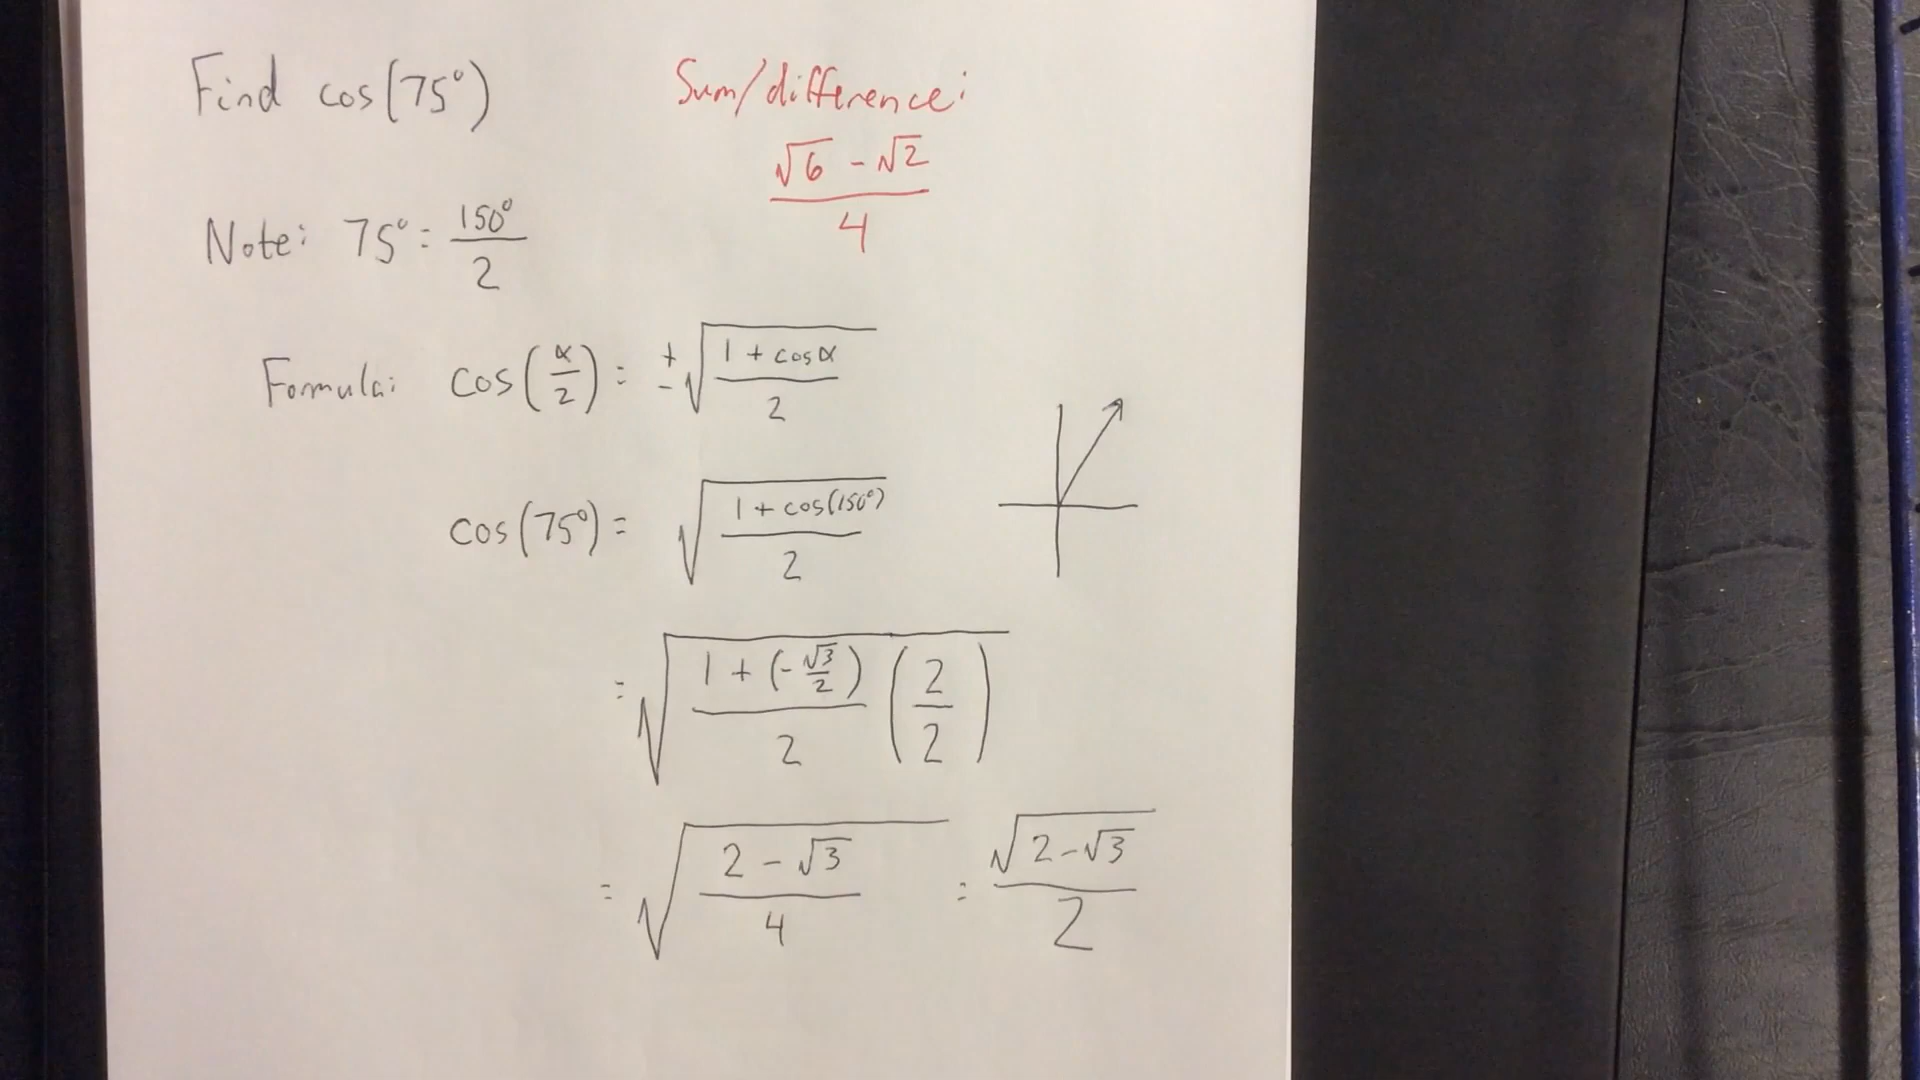 Find cos(75°)
Sum/difference:
√6 - √2
4
Note: 75° = 150°/2
Formula: cos(α/2) = ±√((1 + cosα)/2)
cos(75°) = √((1 + cos(150°))/2)
= √((1 + (-√3/2))/2 (2/2))
= √((2 - √3)/4) = √(2-√3)/2